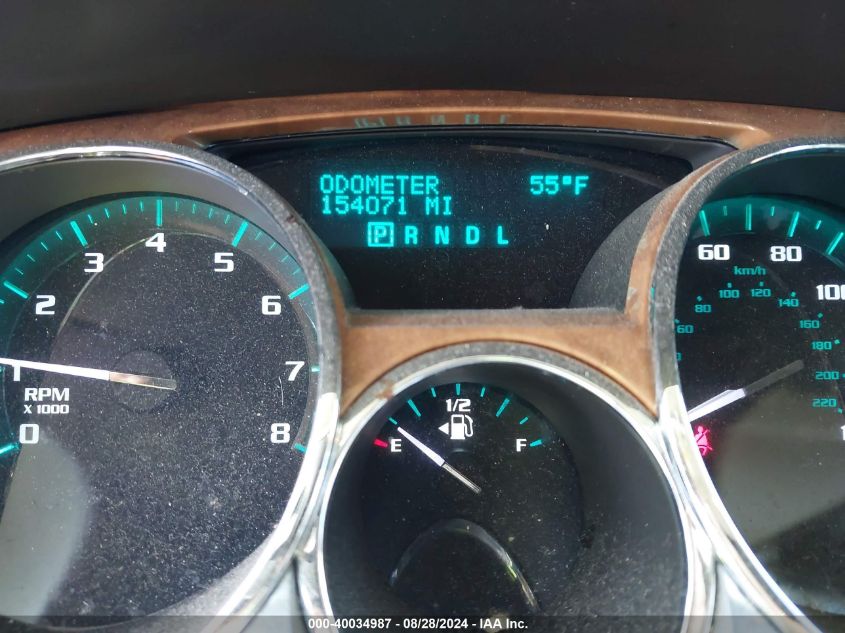 ODOMETER 55°F
154071 MI
P R N D L
0 1 2 3 4 5 6 7 8
RPM
X 1000
1/2
E F
60 80
km/h
60 80 100 120 140 160 180 200 220
000-40034987 - 08/28/2024 - IAA Inc.